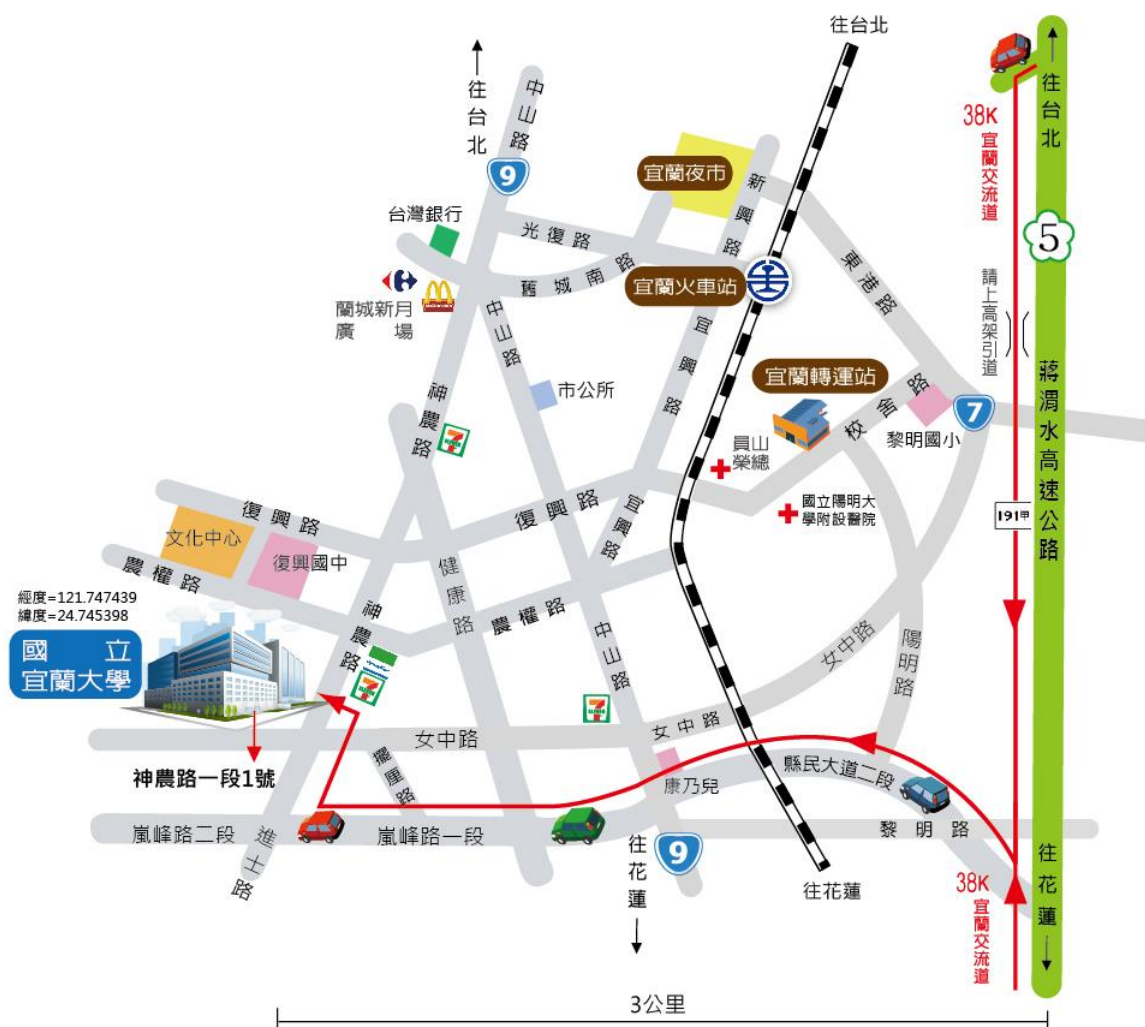 往台北
往台北
中山路
9
往台北
38K
宜蘭交流道
宜蘭夜市
新興路
台灣銀行
光復路
5
東港路
舊城南路
宜蘭火車站
請上高架引道
蘭城新月
廣場
McDonald's
中山路
宜興路
蔣渭水高速公路
宜蘭轉運站
校舍路
7
市公所
神農路
7
ELEVEN
黎明國小
員山
榮總
復興路
復興路
宜興路
國立陽明大
學附設醫院
191甲
文化中心
復興國中
健康路
農權路
農權路
經度=121.747439
緯度=24.745398
國立
宜蘭大學
神農路
中山路
女中路
陽明路
7
ELEVEN
7
ELEVEN
女中路
女中路
神農路一段1號
擺厘路
康乃兒
縣民大道二段
嵐峰路二段
進士路
嵐峰路一段
黎明路
往花蓮
9
往花蓮
38K
宜蘭交流道
往花蓮
3公里